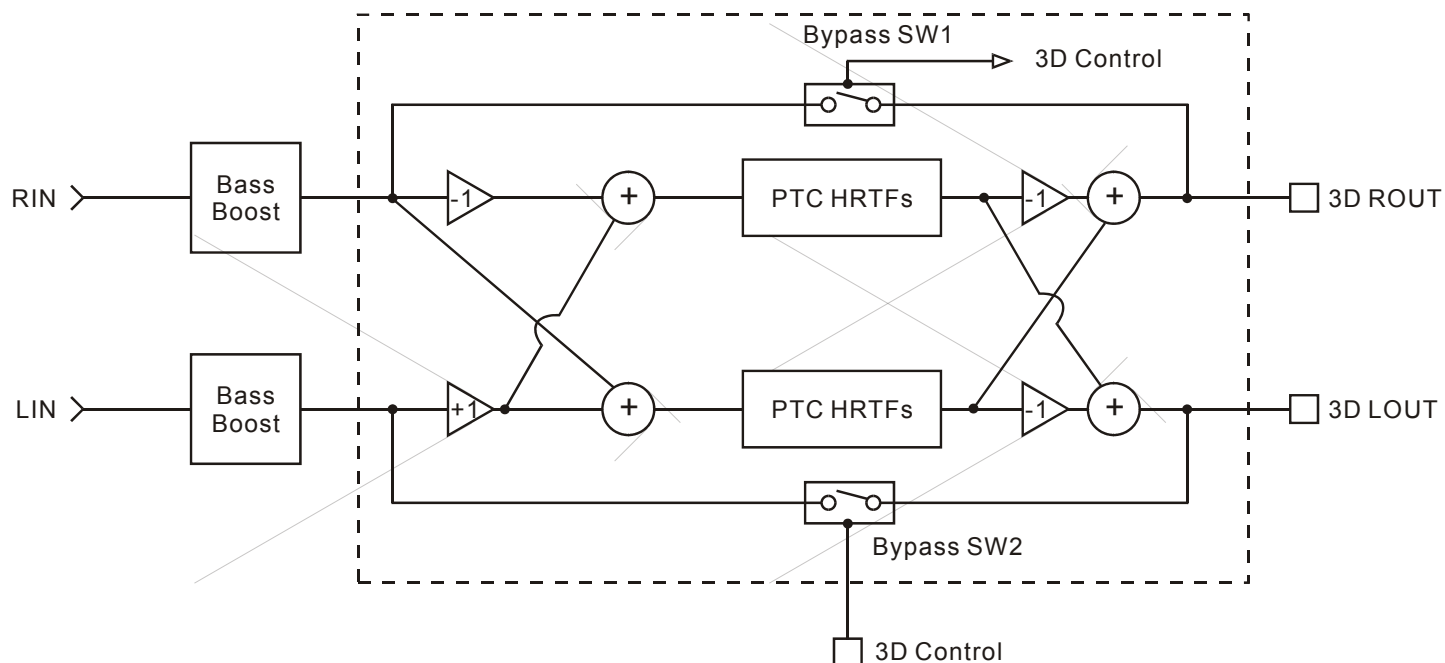 Bypass SW1
3D Control
RIN
Bass
Boost
-1
+
PTC HRTFs
-1
+
3D ROUT
LIN
Bass
Boost
+1
+
PTC HRTFs
-1
+
3D LOUT
Bypass SW2
3D Control